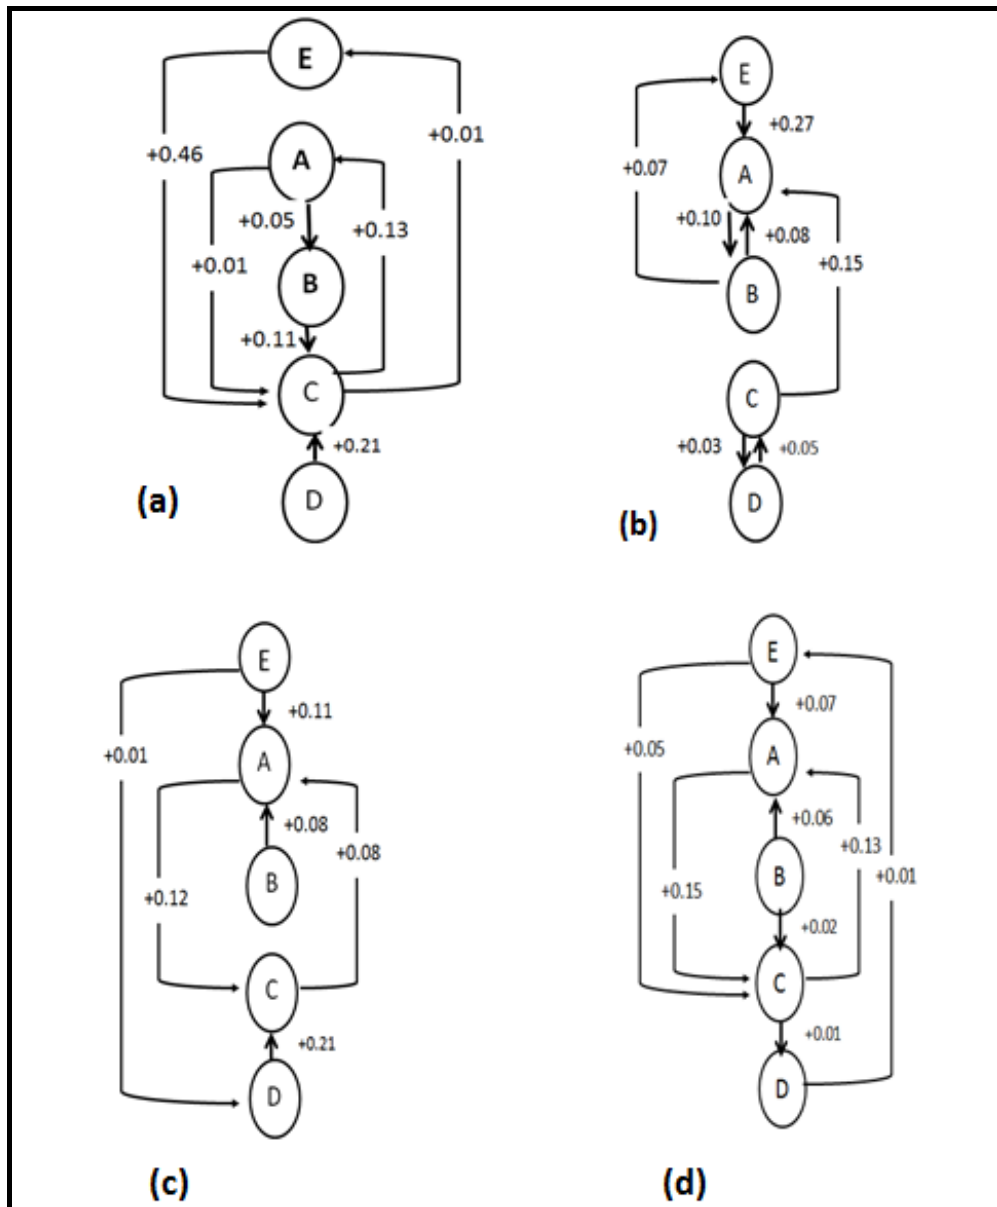 E
+0.01
+0.46
A
+0.05
+0.13
+0.01
B
+0.11
C
+0.21
D
(a)
E
+0.27
+0.07
A
+0.10
+0.08
+0.15
B
C
+0.03
+0.05
D
(b)
E
+0.11
+0.01
A
+0.08
+0.08
B
+0.12
C
+0.21
D
(c)
E
+0.07
+0.05
A
+0.06
+0.13
+0.01
B
+0.15
+0.02
C
+0.01
D
(d)